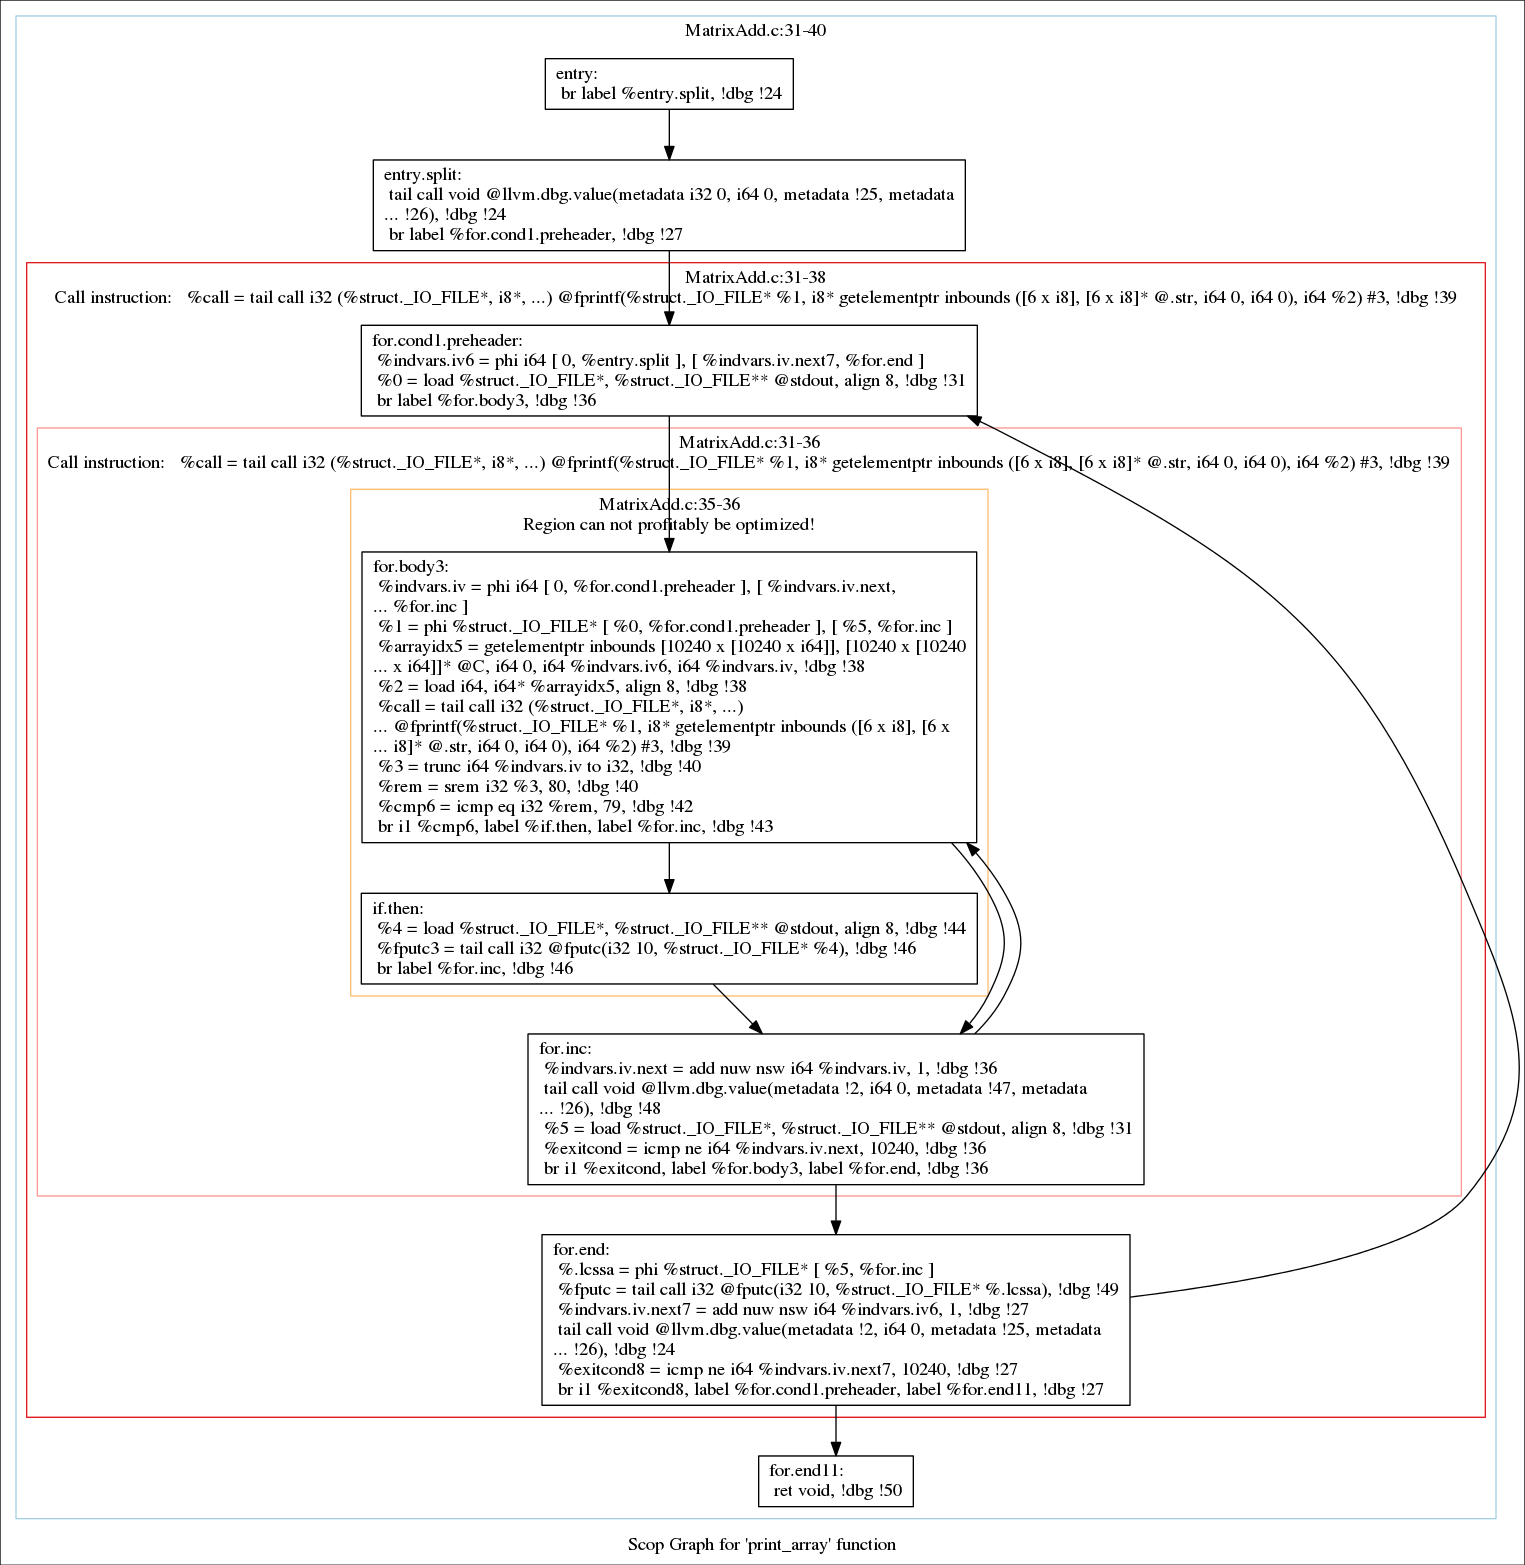 MatrixAdd.c:31-40
entry:
br label %entry.split, !dbg !24
entry.split:
tail call void @llvm.dbg.value(metadata i32 0, i64 0, metadata !25, metadata
... !26), !dbg !24
br label %for.cond1.preheader, !dbg !27
MatrixAdd.c:31-38
Call instruction:   %call = tail call i32 (%struct._IO_FILE*, i8*, ...) @fprintf(%struct._IO_FILE* %1, i8* getelementptr inbounds ([6 x i8], [6 x i8]* @.str, i64 0, i64 0), i64 %2) #3, !dbg !39
for.cond1.preheader:
%indvars.iv6 = phi i64 [ 0, %entry.split ], [ %indvars.iv.next7, %for.end ]
%0 = load %struct._IO_FILE*, %struct._IO_FILE** @stdout, align 8, !dbg !31
br label %for.body3, !dbg !36
MatrixAdd.c:31-36
Call instruction:   %call = tail call i32 (%struct._IO_FILE*, i8*, ...) @fprintf(%struct._IO_FILE* %1, i8* getelementptr inbounds ([6 x i8], [6 x i8]* @.str, i64 0, i64 0), i64 %2) #3, !dbg !39
MatrixAdd.c:35-36
Region can not profitably be optimized!
for.body3:
%indvars.iv = phi i64 [ 0, %for.cond1.preheader ], [ %indvars.iv.next,
... %for.inc ]
%1 = phi %struct._IO_FILE* [ %0, %for.cond1.preheader ], [ %5, %for.inc ]
%arrayidx5 = getelementptr inbounds [10240 x [10240 x i64]], [10240 x [10240
... x i64]]* @C, i64 0, i64 %indvars.iv6, i64 %indvars.iv, !dbg !38
%2 = load i64, i64* %arrayidx5, align 8, !dbg !38
%call = tail call i32 (%struct._IO_FILE*, i8*, ...)
... @fprintf(%struct._IO_FILE* %1, i8* getelementptr inbounds ([6 x i8], [6 x
... i8]* @.str, i64 0, i64 0), i64 %2) #3, !dbg !39
%3 = trunc i64 %indvars.iv to i32, !dbg !40
%rem = srem i32 %3, 80, !dbg !40
%cmp6 = icmp eq i32 %rem, 79, !dbg !42
br i1 %cmp6, label %if.then, label %for.inc, !dbg !43
if.then:
%4 = load %struct._IO_FILE*, %struct._IO_FILE** @stdout, align 8, !dbg !44
%fputc3 = tail call i32 @fputc(i32 10, %struct._IO_FILE* %4), !dbg !46
br label %for.inc, !dbg !46
for.inc:
%indvars.iv.next = add nuw nsw i64 %indvars.iv, 1, !dbg !36
tail call void @llvm.dbg.value(metadata !2, i64 0, metadata !47, metadata
... !26), !dbg !48
%5 = load %struct._IO_FILE*, %struct._IO_FILE** @stdout, align 8, !dbg !31
%exitcond = icmp ne i64 %indvars.iv.next, 10240, !dbg !36
br i1 %exitcond, label %for.body3, label %for.end, !dbg !36
for.end:
%.lcssa = phi %struct._IO_FILE* [ %5, %for.inc ]
%fputc = tail call i32 @fputc(i32 10, %struct._IO_FILE* %.lcssa), !dbg !49
%indvars.iv.next7 = add nuw nsw i64 %indvars.iv6, 1, !dbg !27
tail call void @llvm.dbg.value(metadata !2, i64 0, metadata !25, metadata
... !26), !dbg !24
%exitcond8 = icmp ne i64 %indvars.iv.next7, 10240, !dbg !27
br i1 %exitcond8, label %for.cond1.preheader, label %for.end11, !dbg !27
for.end11:
ret void, !dbg !50
Scop Graph for 'print_array' function